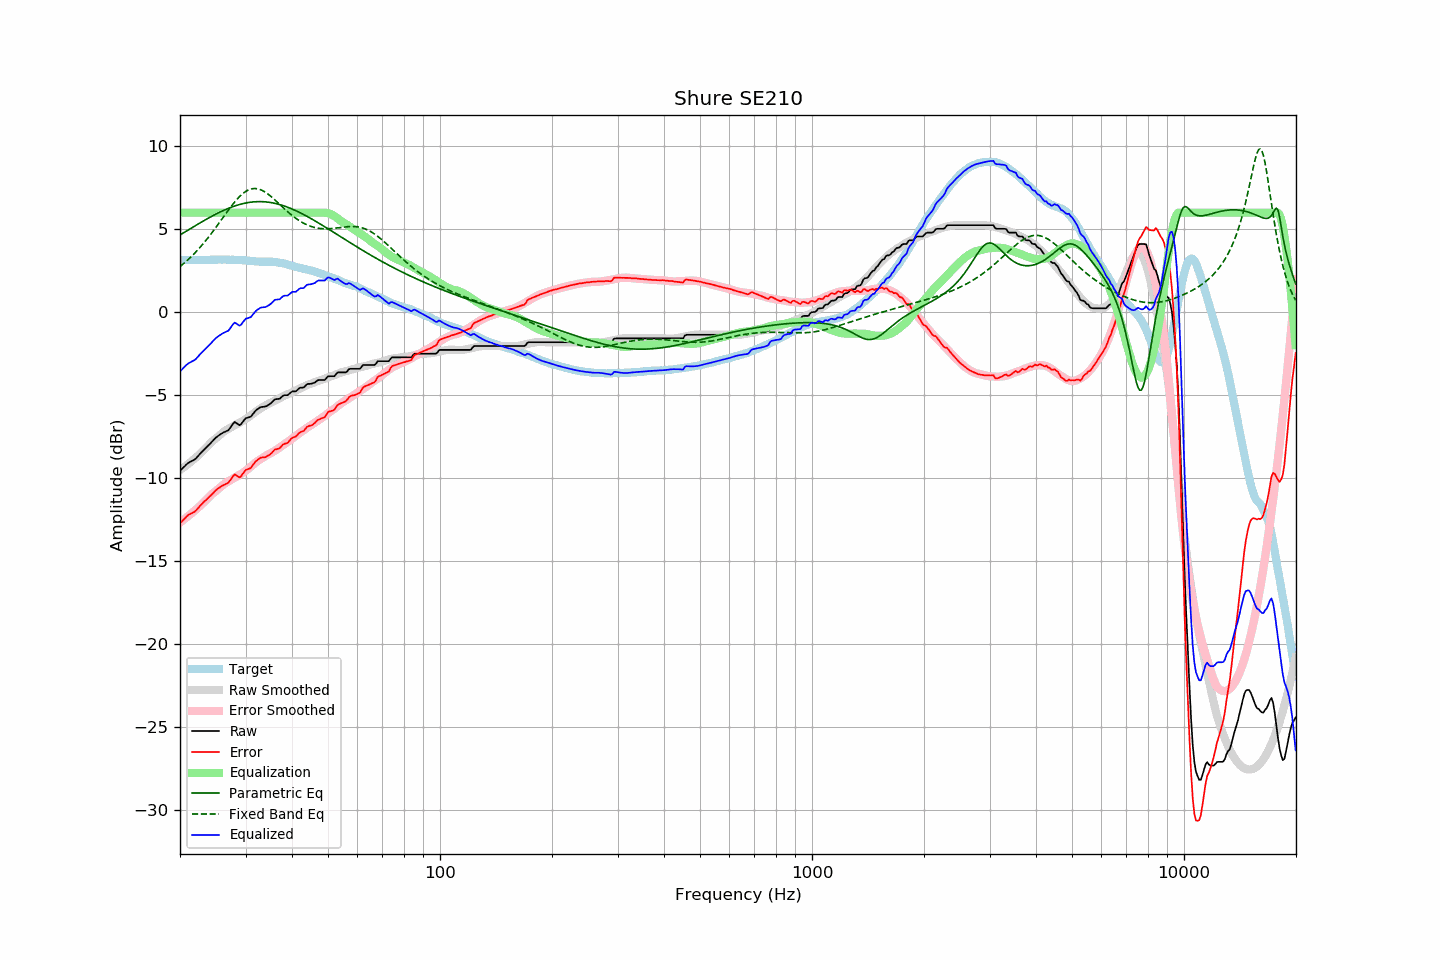 Shure SE210
Amplitude (dBr)
10
5
0
−5
−10
−15
−20
−25
−30
Target
Raw Smoothed
Error Smoothed
Raw
Error
Equalization
Parametric Eq
Fixed Band Eq
Equalized
100
1000
10000
Frequency (Hz)